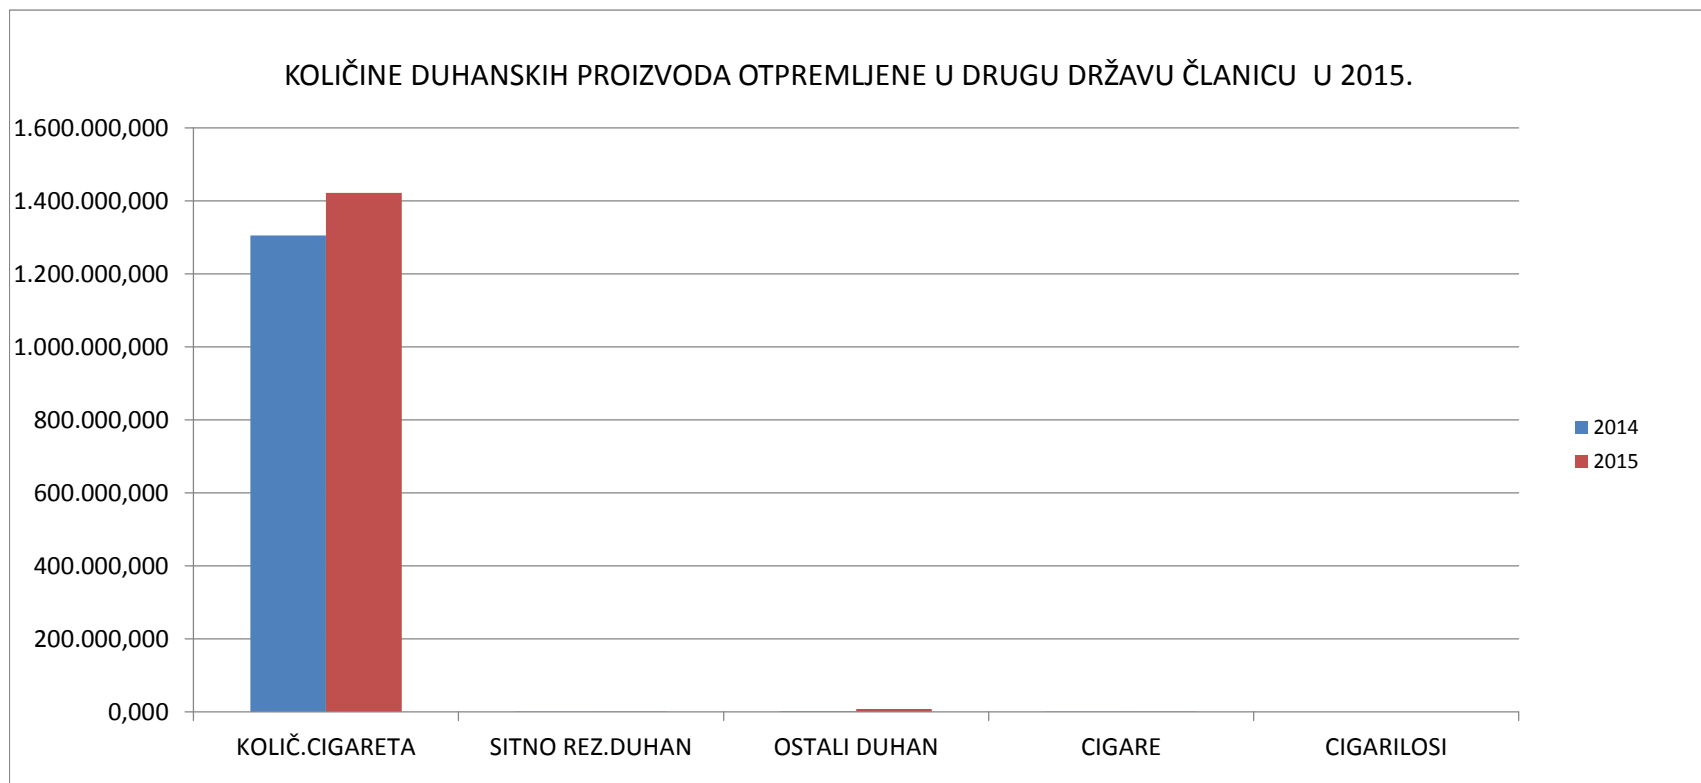 KOLIČINE DUHANSKIH PROIZVODA OTPREMLJENE U DRUGU DRŽAVU ČLANICU  U 2015.
1.600.000,000
1.400.000,000
1.200.000,000
1.000.000,000
800.000,000
600.000,000
400.000,000
200.000,000
0,000
KOLIČ.CIGARETA
SITNO REZ.DUHAN
OSTALI DUHAN
CIGARE
CIGARILOSI
2014
2015